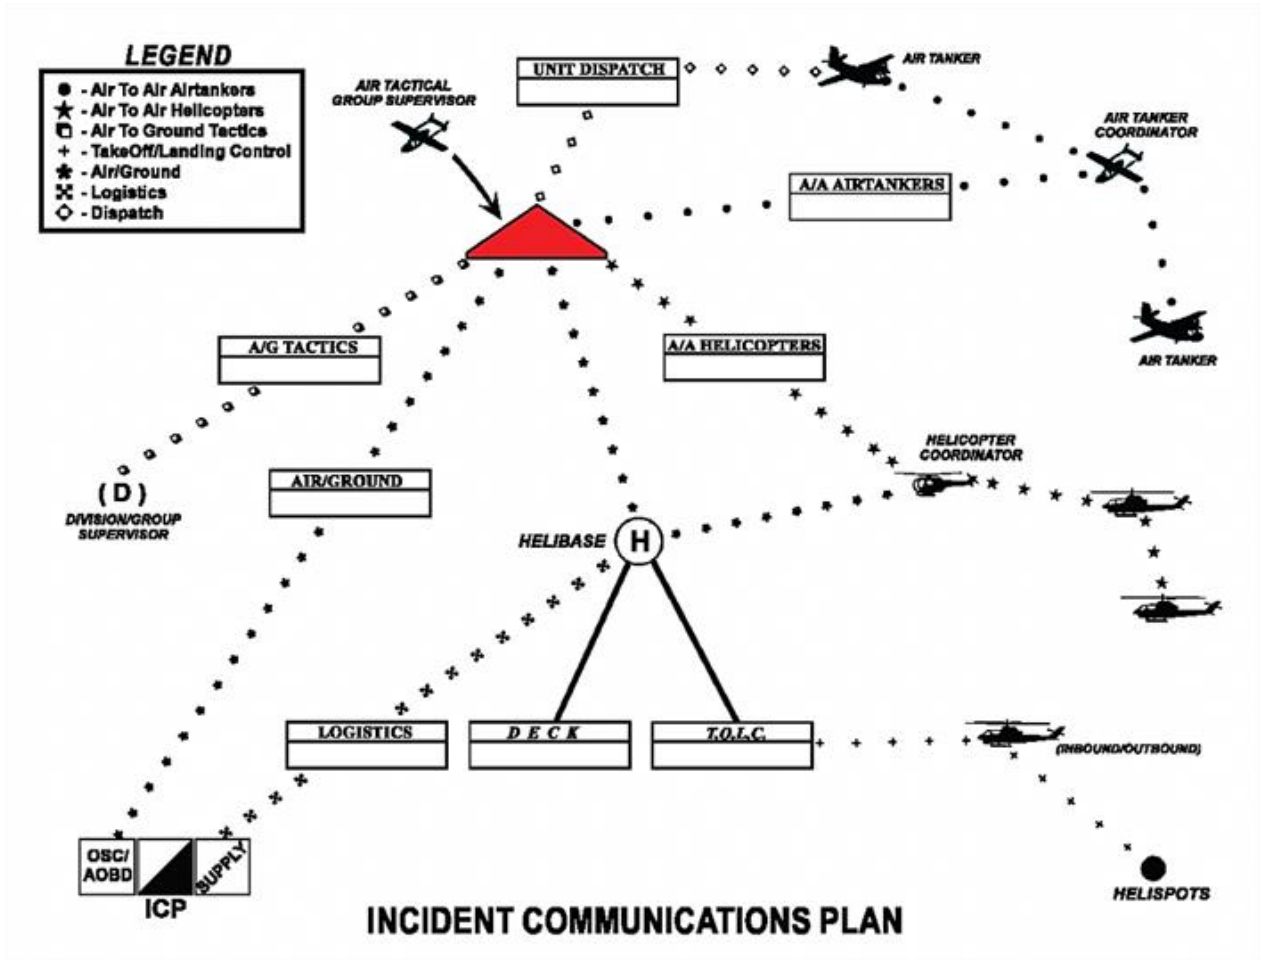 LEGEND
- Air To Air Airtankers
- Air To Air Helicopters
- Air To Ground Tactics
- TakeOff/Landing Control
- Air/Ground
- Logistics
- Dispatch
AIR TACTICAL
GROUP SUPERVISOR
UNIT DISPATCH
AIR TANKER
AIR TANKER
COORDINATOR
A/A AIRTANKERS
AIR TANKER
A/G TACTICS
A/A HELICOPTERS
HELICOPTER
COORDINATOR
(D)
DIVISION/GROUP
SUPERVISOR
AIR/GROUND
HELIBASE
H
LOGISTICS
DECK
T.O.L.C.
(INBOUND/OUTBOUND)
OSC/
AOBD
SUPPLY
ICP
HELISPOTS
INCIDENT COMMUNICATIONS PLAN